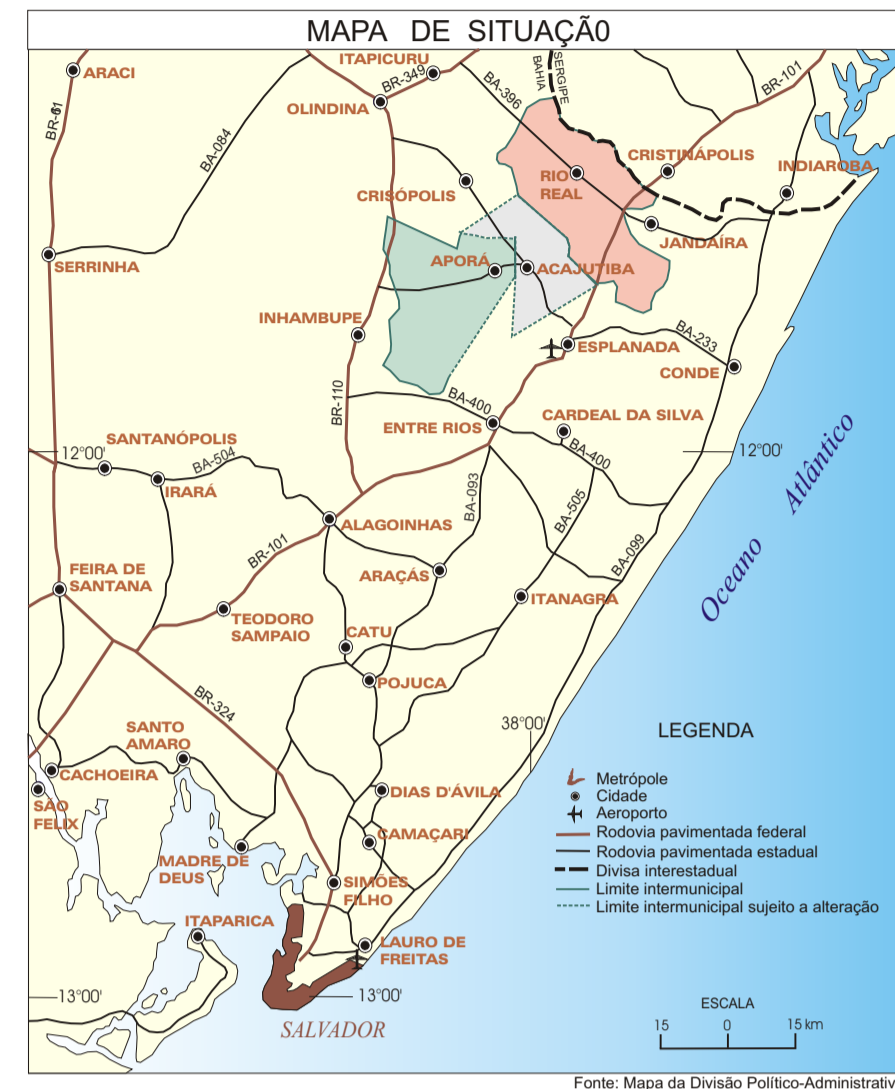 MAPA DE SITUAÇÃ0
ITAPICURU
ARACI
BR-349
OLINDINA
BA-396
BAHIA
SERGIPE
BR-101
BA-084
CRISTINÁPOLIS
INDIAROBA
RIO
REAL
CRISÓPOLIS
JANDAÍRA
SERRINHA
APORÁ
ACAJUTIBA
INHAMBUPE
ESPLANADA
BA-233
CONDE
BR-110
BA-400
CARDEAL DA SILVA
ENTRE RIOS
SANTANÓPOLIS
12°00'
BA-504
BA-400
12°00'
IRARÁ
BA-093
BA-505
ALAGOINHAS
BR-101
BA-099
FEIRA DE
SANTANA
ARAÇÁS
ITANAGRA
TEODORO
SAMPAIO
CATU
POJUCA
Oceano Atlântico
BR-324
SANTO
AMARO
38°00'
CACHOEIRA
SÃO
FELIX
DIAS D'ÁVILA
CAMAÇARI
MADRE DE
DEUS
SIMÕES
FILHO
ITAPARICA
LAURO DE
FREITAS
13°00'
13°00'
SALVADOR
LEGENDA
Metrópole
Cidade
Aeroporto
Rodovia pavimentada federal
Rodovia pavimentada estadual
Divisa interestadual
Limite intermunicipal
Limite intermunicipal sujeito a alteração
ESCALA
15 0 15 km
Fonte: Mapa da Divisão Político-Administrativ